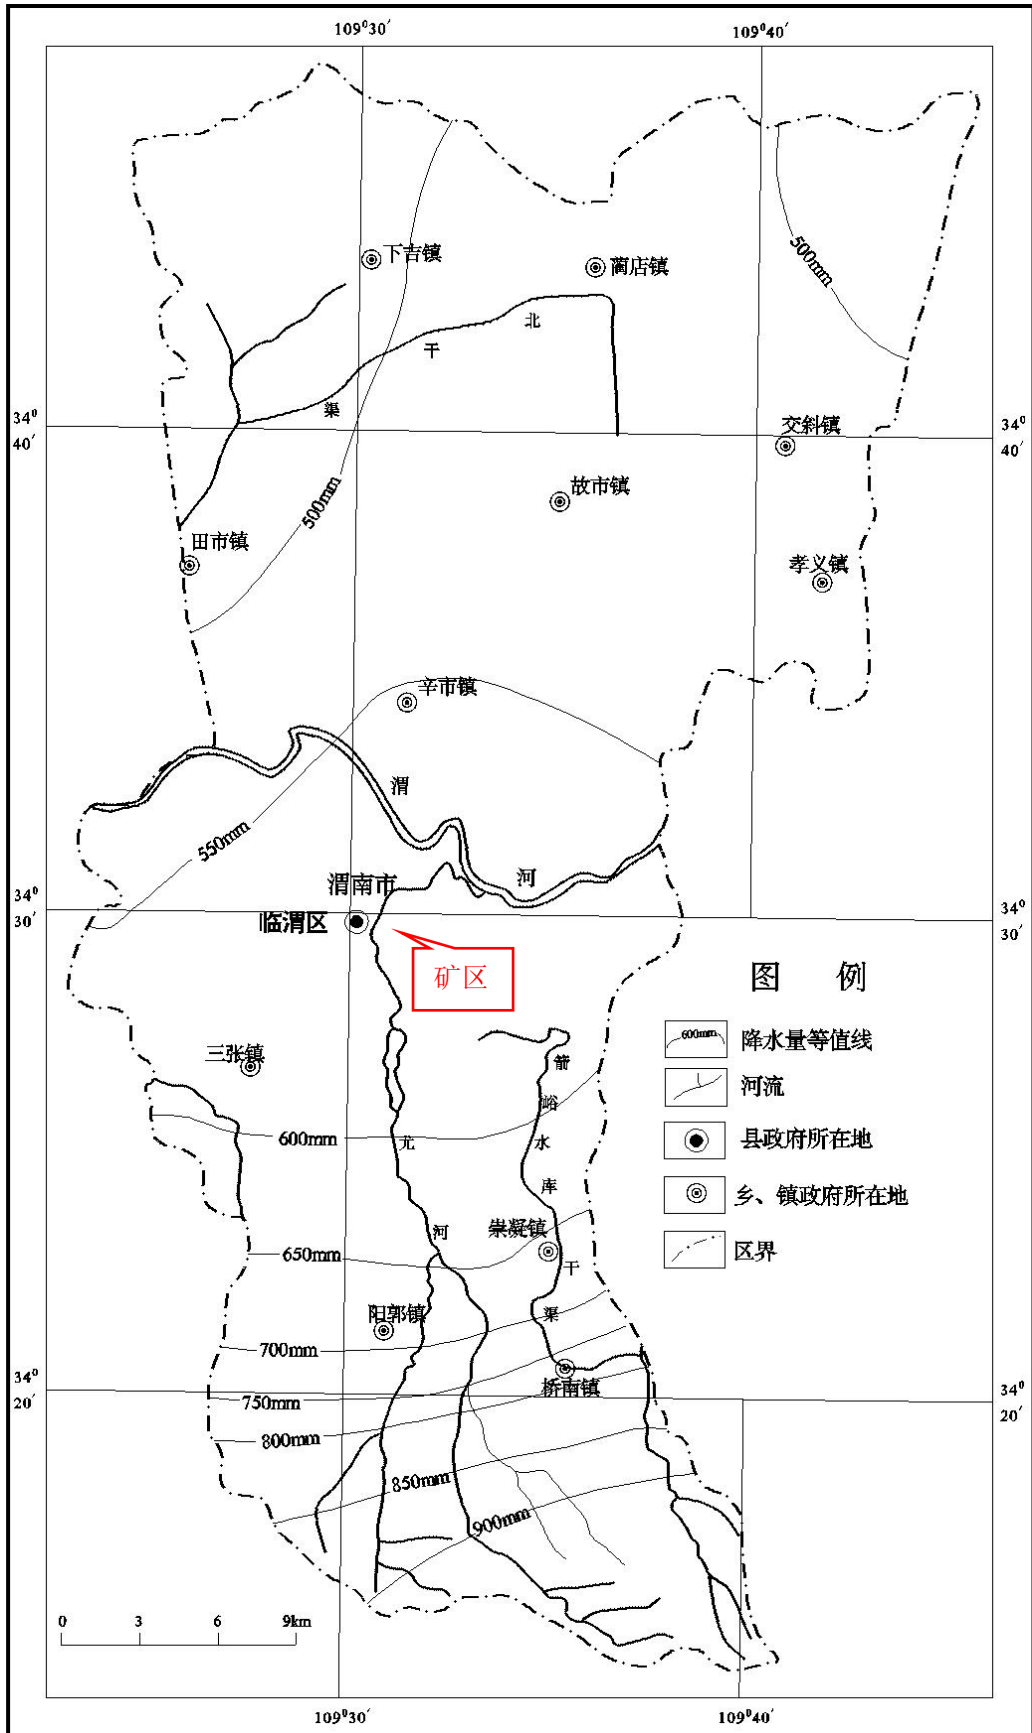 109°30′
109°40′
500mm
下吉镇
蔺店镇
北
干
渠
34°
40′
34°
40′
交斜镇
故市镇
500mm
田市镇
孝义镇
辛市镇
渭
550mm
河
渭南市
34°
30′
34°
30′
临渭区
矿区
图 例
600mm
降水量等值线
三张镇
箭
河流
峪
600mm
尤
水
县政府所在地
库
乡、镇政府所在地
崇凝镇
河
650mm
干
区界
阳郭镇
渠
700mm
桥南镇
34°
20′
34°
20′
750mm
800mm
850mm
900mm
0 3 6 9km
109°30′
109°40′